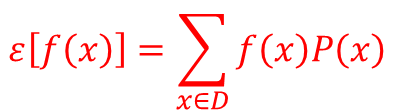 ε[f(x)] = ∑_{x∈D} f(x)P(x)